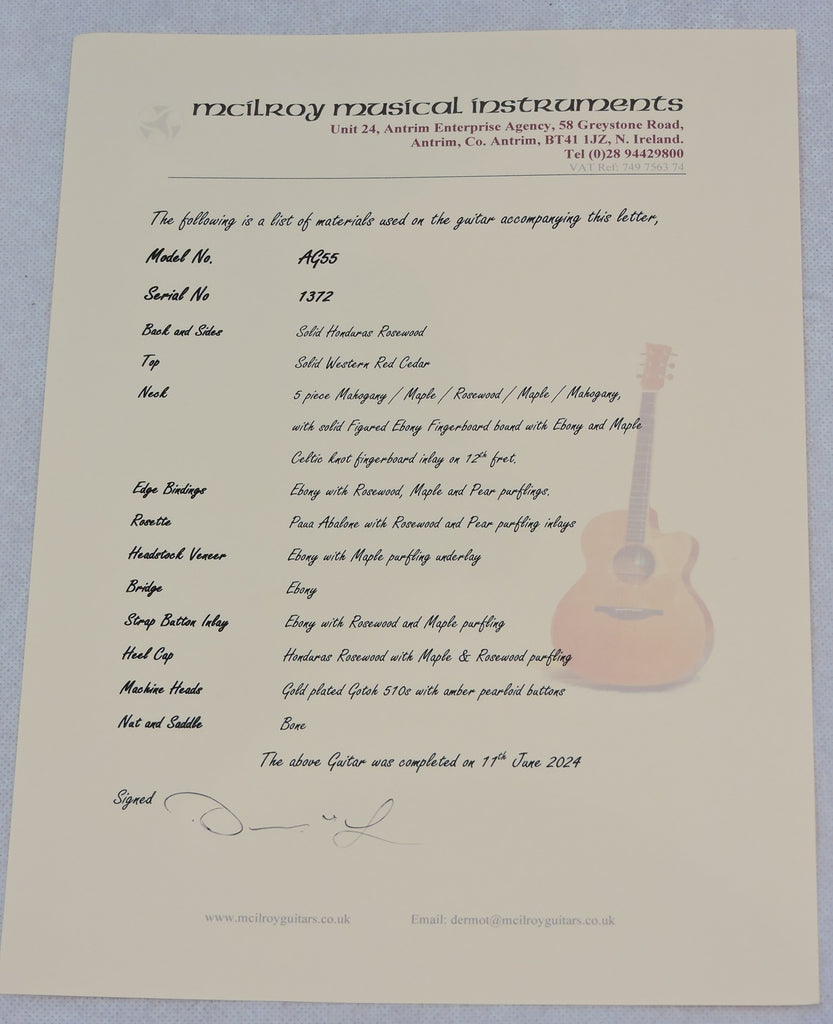 mcilroy musical instruments
Unit 24, Antrim Enterprise Agency, 58 Greystone Road,
Antrim, Co. Antrim, BT41 1JZ, N. Ireland.
Tel (0)28 94429800
VAT Ref: 749 7563 74
The following is a list of materials used on the guitar accompanying this letter,
Model No. AG55
Serial No 1372
Back and Sides Solid Honduras Rosewood
Top Solid Western Red Cedar
Neck 5 piece Mahogany / Maple / Rosewood / Maple / Mahogany,
with solid Figured Ebony Fingerboard bound with Ebony and Maple
Celtic knot fingerboard inlay on 12th fret.
Edge Bindings Ebony with Rosewood, Maple and Pear purflings.
Rosette Paua Abalone with Rosewood and Pear purfling inlays
Headstock Veneer Ebony with Maple purfling underlay
Bridge Ebony
Strap Button Inlay Ebony with Rosewood and Maple purfling
Heel Cap Honduras Rosewood with Maple & Rosewood purfling
Machine Heads Gold plated Gotoh 510s with amber pearloid buttons
Nut and Saddle Bone
The above Guitar was completed on 11th June 2024
Signed
www.mcilroyguitars.co.uk Email: dermot@mcilroyguitars.co.uk